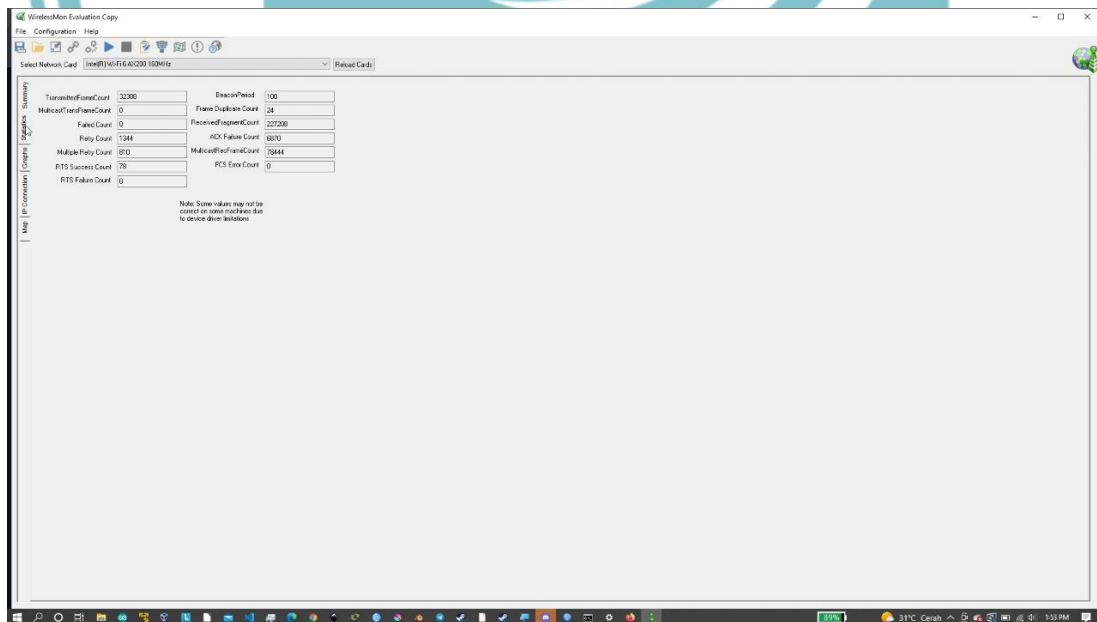 WirelessMon Evaluation Copy
File Configuration Help
Select Network Card Intel(R) Wi-Fi 6 AX200 160MHz Reload Cards
Summary
Statistics
Graphs
IP Connection
Map
TransmittedFrameCount 32388 BeaconPeriod 100
MulticastTransFrameCount 0 Frame Duplicate Count 24
Failed Count 0 ReceivedFragmentCount 227208
Retry Count 1344 ACK Failure Count 6870
Multiple Retry Count 810 MulticastRecFrameCount 78444
RTS Success Count 78 FCS Error Count 0
RTS Failure Count 0
Note: Some values may not be
correct on some machines due
to device driver limitations
89% 31°C Cerah 1:53 PM